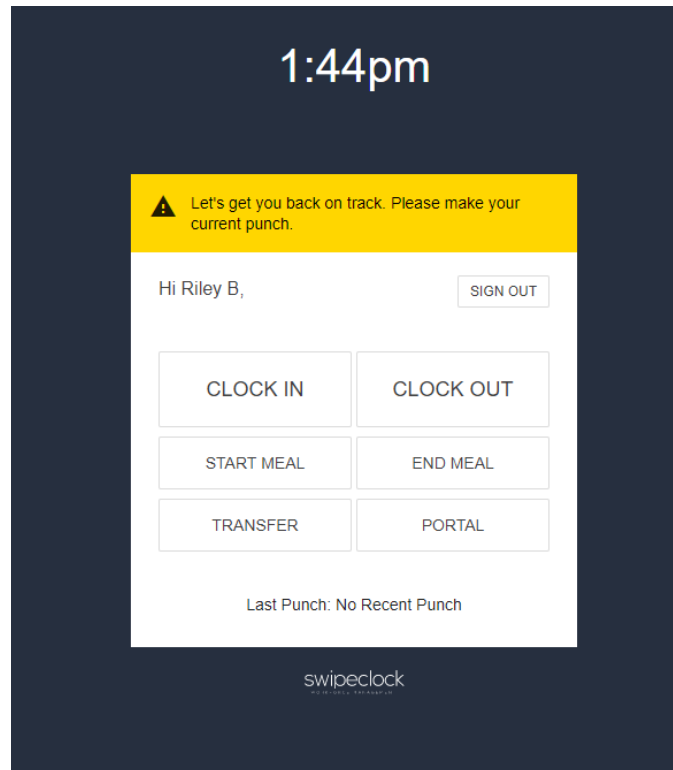 1:44pm
Let's get you back on track. Please make your
current punch.
Hi Riley B,
SIGN OUT
CLOCK IN
CLOCK OUT
START MEAL
END MEAL
TRANSFER
PORTAL
Last Punch: No Recent Punch
swipeclock